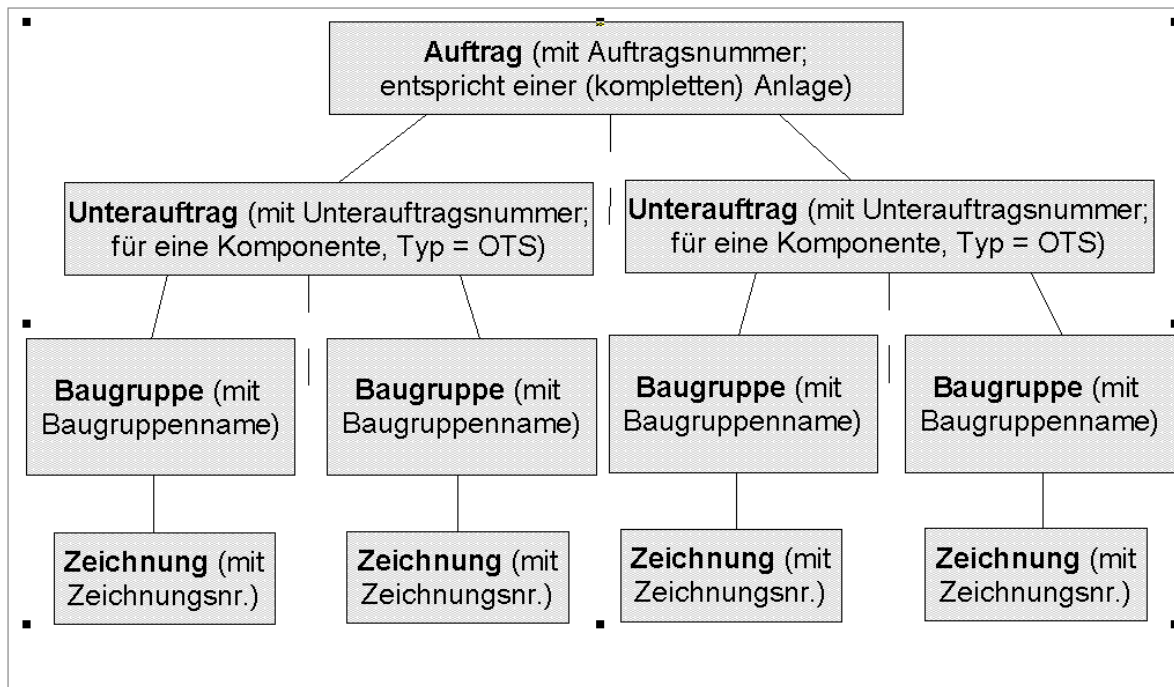 Auftrag (mit Auftragsnummer;
entspricht einer (kompletten) Anlage)
Unterauftrag (mit Unterauftragsnummer;
für eine Komponente, Typ = OTS)
Unterauftrag (mit Unterauftragsnummer;
für eine Komponente, Typ = OTS)
Baugruppe (mit
Baugruppenname)
Baugruppe (mit
Baugruppenname)
Baugruppe (mit
Baugruppenname)
Baugruppe (mit
Baugruppenname)
Zeichnung (mit
Zeichnungsnr.)
Zeichnung (mit
Zeichnungsnr.)
Zeichnung (mit
Zeichnungsnr.)
Zeichnung (mit
Zeichnungsnr.)